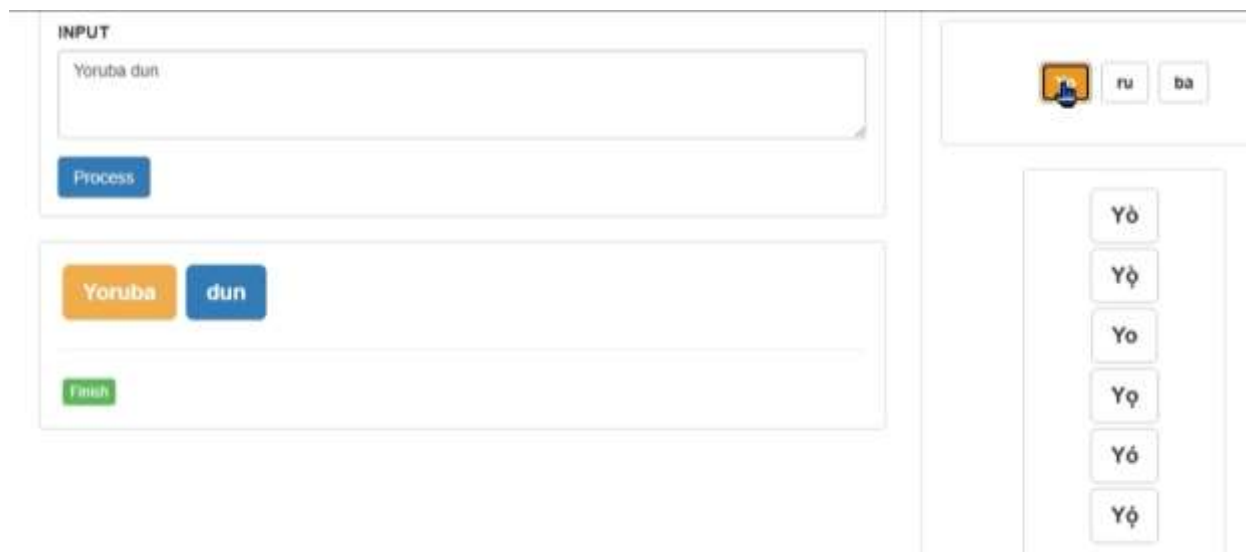 INPUT
Yoruba dun
Process
Yoruba dun
Finish
ru ba
Yò
Yọ̀
Yo
Yọ
Yó
Yọ́